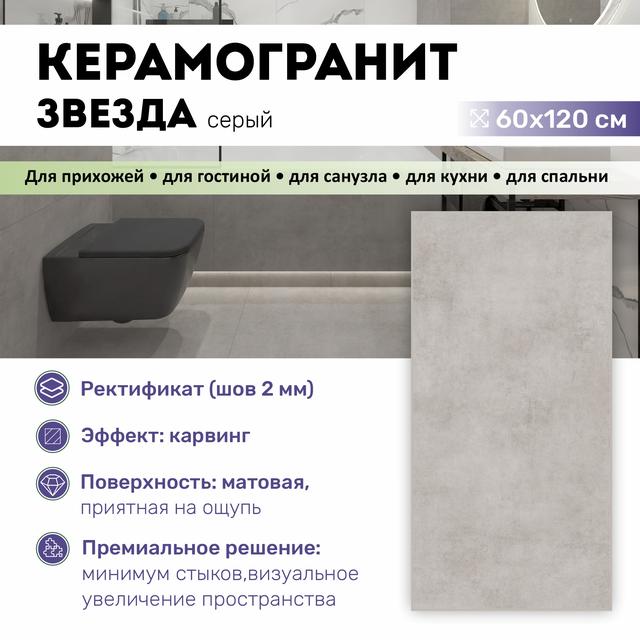 КЕРАМОГРАНИТ
ЗВЕЗДА серый
60х120 см
Для прихожей • для гостиной • для санузла • для кухни • для спальни
Ректификат (шов 2 мм)
Эффект: карвинг
Поверхность: матовая,
приятная на ощупь
Премиальное решение:
минимум стыков,визуальное
увеличение пространства